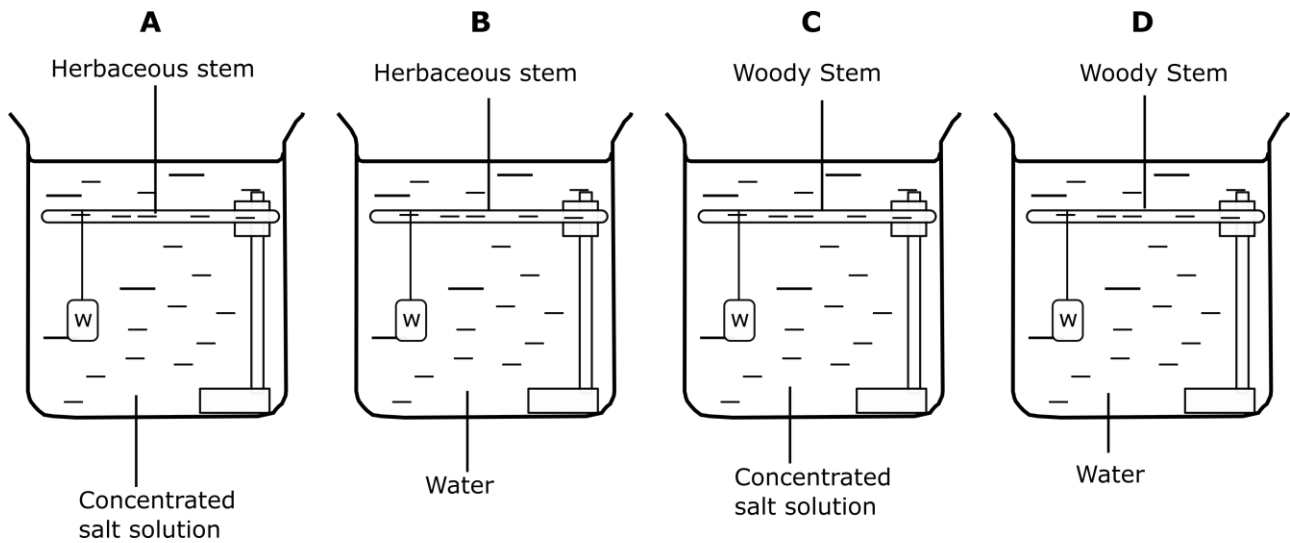 A
B
C
D
Herbaceous stem
Herbaceous stem
Woody Stem
Woody Stem
W
W
W
W
Concentrated
salt solution
Water
Concentrated
salt solution
Water